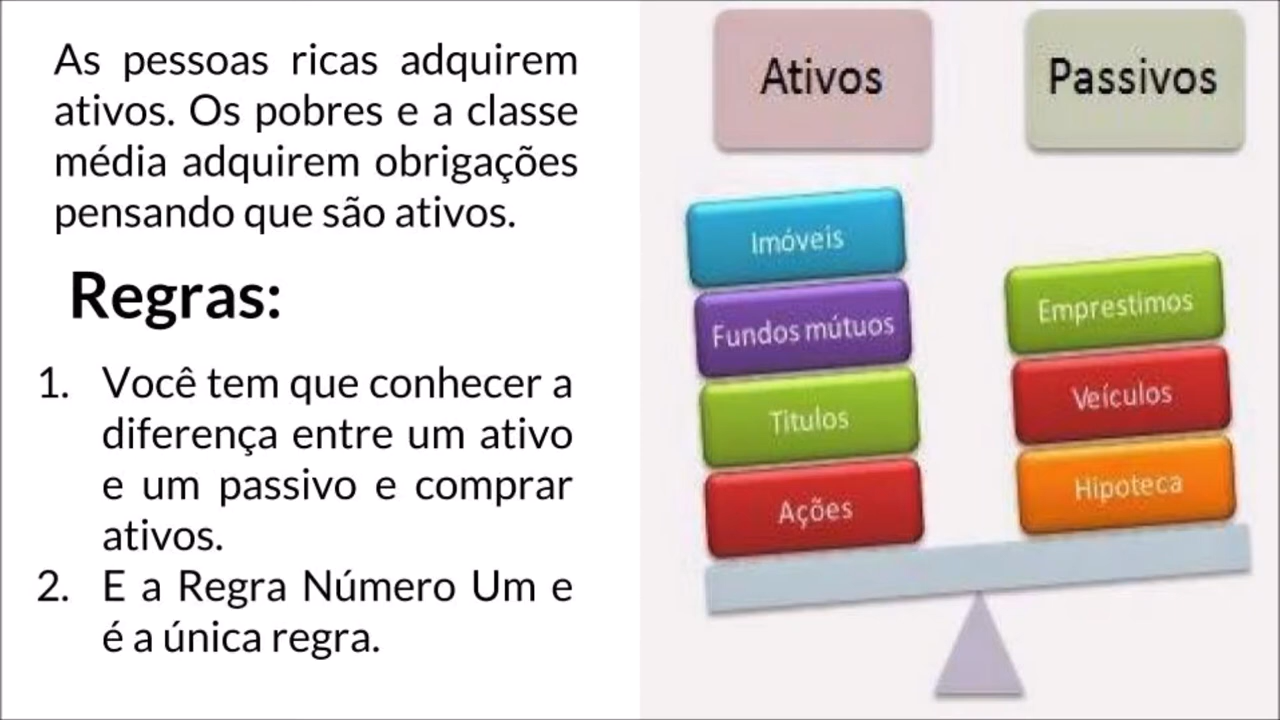 As pessoas ricas adquirem
ativos. Os pobres e a classe
média adquirem obrigações
pensando que são ativos.
Regras:
1. Você tem que conhecer a
diferença entre um ativo
e um passivo e comprar
ativos.
2. E a Regra Número Um e
é a única regra.
Ativos
Passivos
Imóveis
Fundos mútuos
Titulos
Ações
Emprestimos
Veículos
Hipoteca